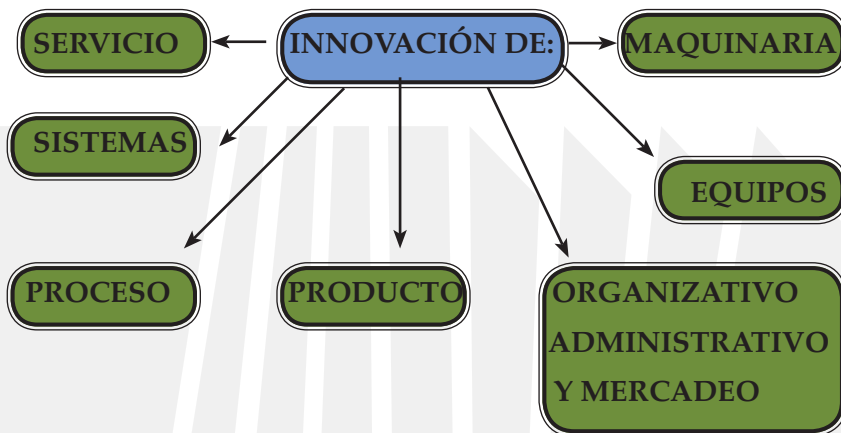 SERVICIO
INNOVACIÓN DE:
MAQUINARIA
SISTEMAS
EQUIPOS
PROCESO
PRODUCTO
ORGANIZATIVO
ADMINISTRATIVO
Y MERCADEO